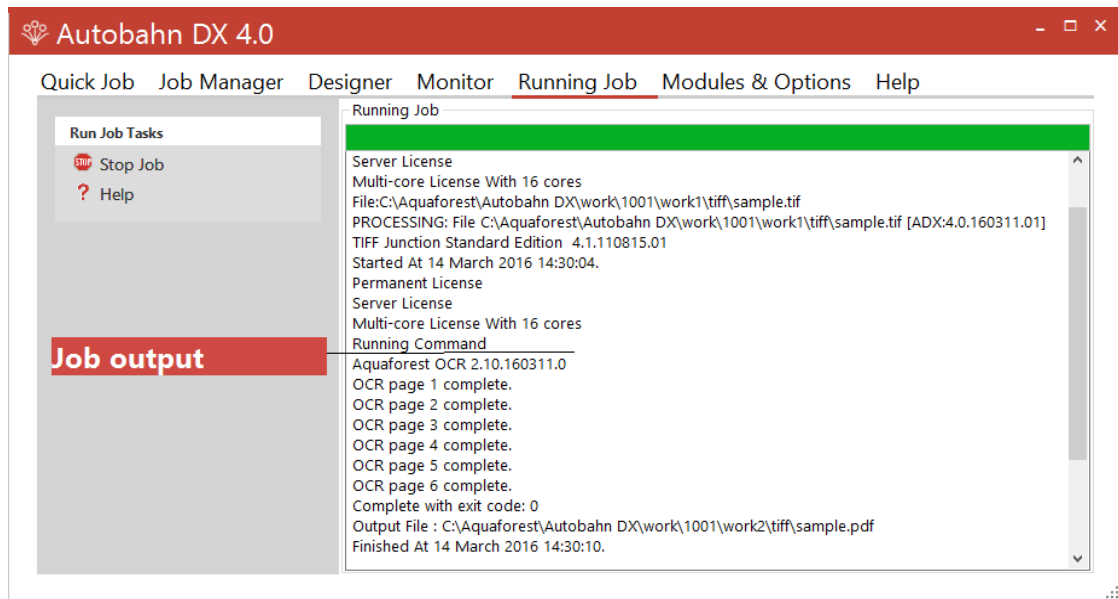 Autobahn DX 4.0
Quick Job Job Manager Designer Monitor Running Job Modules & Options Help
Run Job Tasks
STOP Stop Job
? Help
Job output
Running Job
Server License
Multi-core License With 16 cores
File:C:\Aquaforest\Autobahn DX\work\1001\work1\tiff\sample.tif
PROCESSING: File C:\Aquaforest\Autobahn DX\work\1001\work1\tiff\sample.tif [ADX:4.0.160311.01]
TIFF Junction Standard Edition 4.1.110815.01
Started At 14 March 2016 14:30:04.
Permanent License
Server License
Multi-core License With 16 cores
Running Command
Aquaforest OCR 2.10.160311.0
OCR page 1 complete.
OCR page 2 complete.
OCR page 3 complete.
OCR page 4 complete.
OCR page 5 complete.
OCR page 6 complete.
Complete with exit code: 0
Output File : C:\Aquaforest\Autobahn DX\work\1001\work2\tiff\sample.pdf
Finished At 14 March 2016 14:30:10.